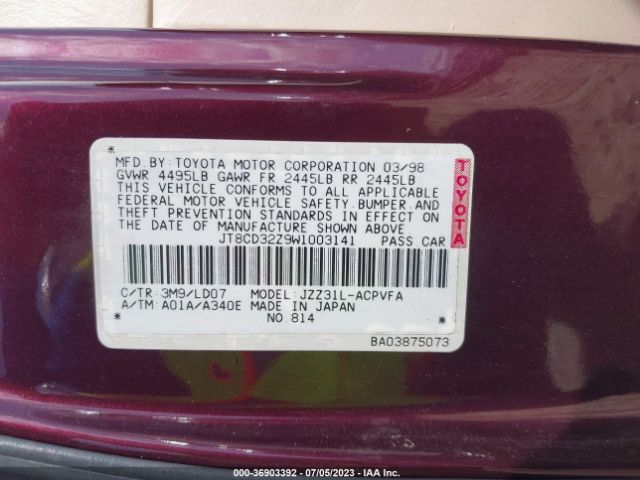 MFD.BY:TOYOTA MOTOR CORPORATION 03/98
GVWR 4495LB GAWR FR 2445LB RR 2445LB
THIS VEHICLE CONFORMS TO ALL APPLICABLE
FEDERAL MOTOR VEHICLE SAFETY,BUMPER,AND
THEFT PREVENTION STANDARDS IN EFFECT ON
THE DATE OF MANUFACTURE SHOWN ABOVE
JT8CD32Z9W1003141 PASS CAR
TOYOTA
C/TR:3M9/LD07 MODEL:JZZ31L-ACPVFA
A/TM:A01A/A340E MADE IN JAPAN
* NO 814 *
BA03875073
000-36903392 / 07/05/2023 - IAA Inc.